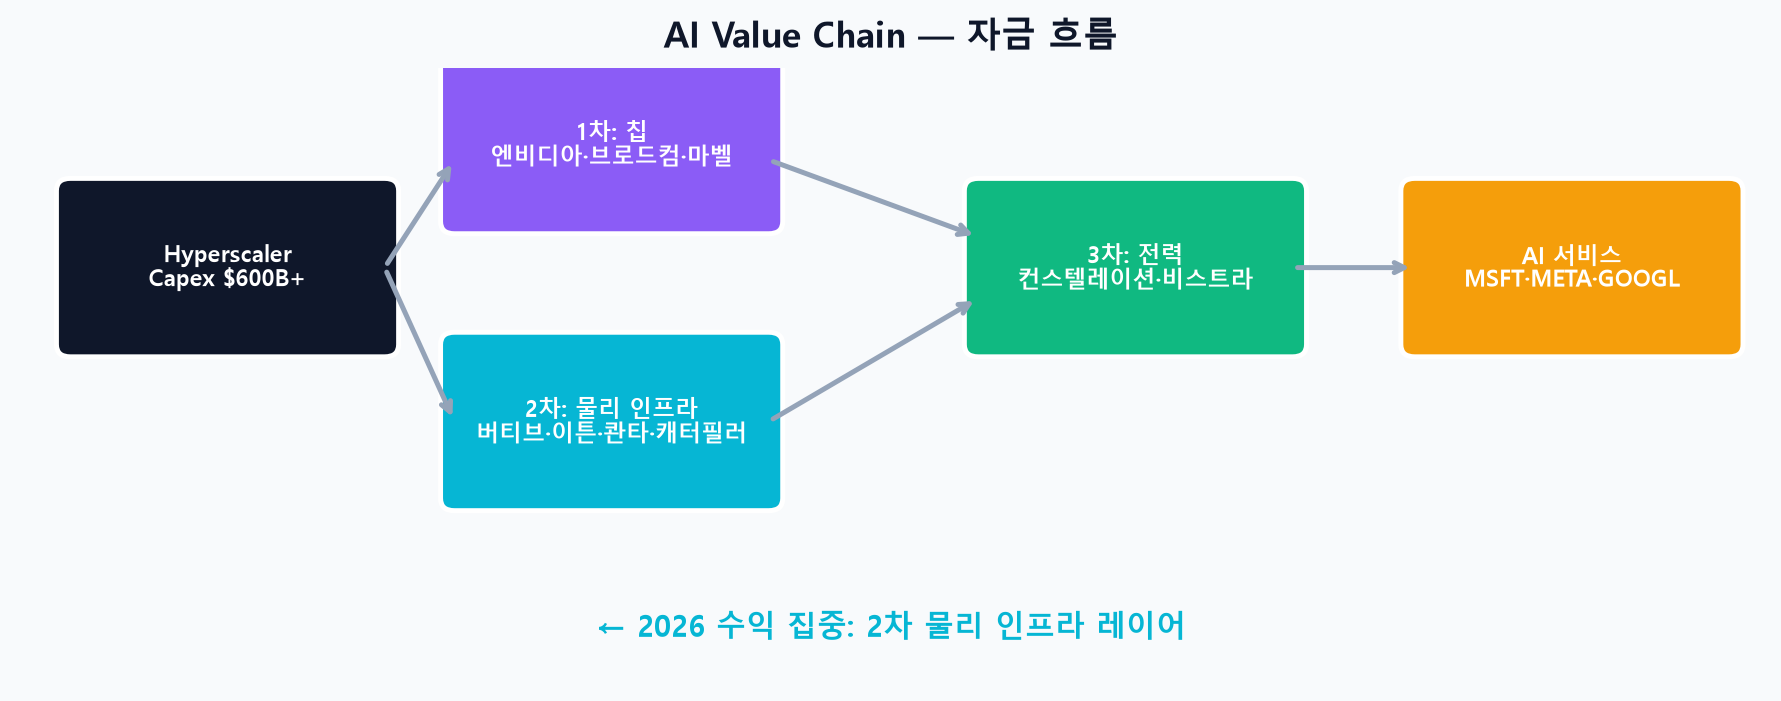 AI Value Chain — 자금 흐름
1차: 칩
엔비디아·브로드컴·마벨
Hyperscaler
Capex $600B+
3차: 전력
컨스텔레이션·비스트라
AI 서비스
MSFT·META·GOOGL
2차: 물리 인프라
버티브·이튼·콴타·캐터필러
← 2026 수익 집중: 2차 물리 인프라 레이어